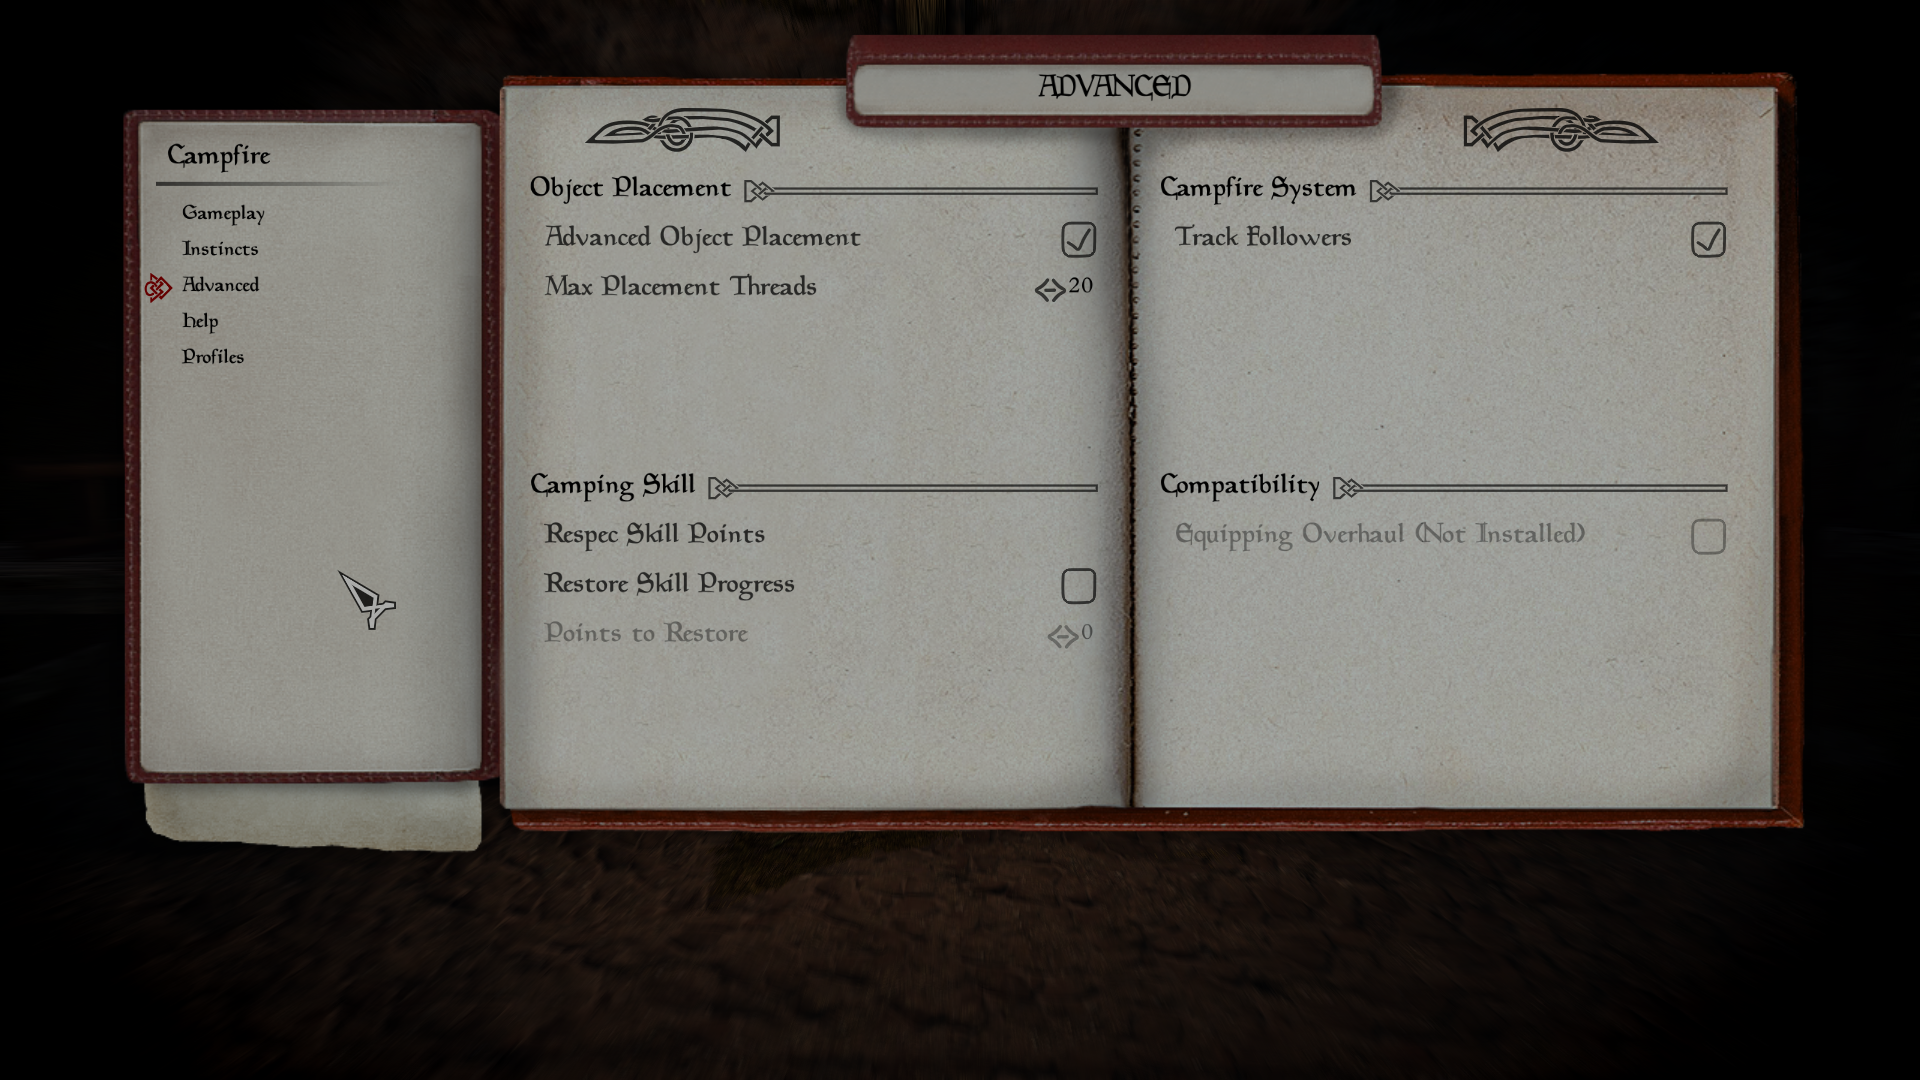 ADVANCED
Campfire
Gameplay
Instincts
Advanced
Help
Profiles
Object Placement
Advanced Object Placement
Max Placement Threads 20
Camping Skill
Respec Skill Points
Restore Skill Progress
Points to Restore 0
Campfire System
Track Followers
Compatibility
Equipping Overhaul (Not Installed)